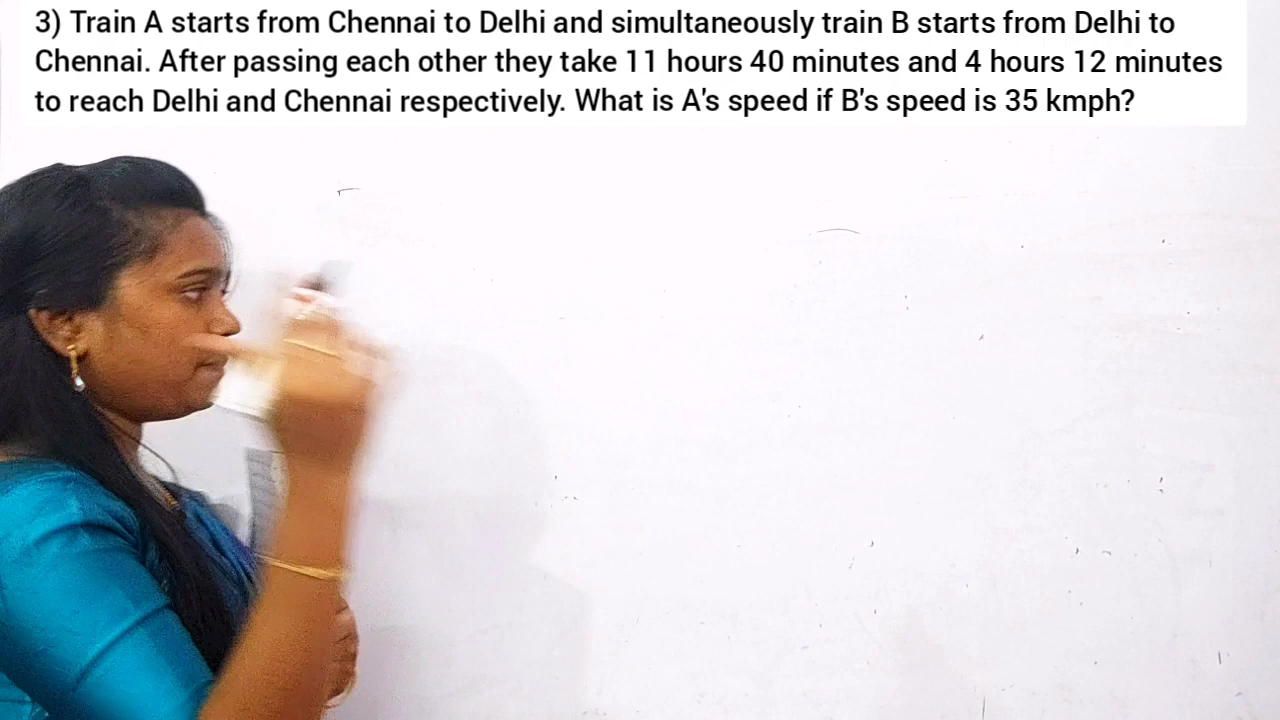 3) Train A starts from Chennai to Delhi and simultaneously train B starts from Delhi to
Chennai. After passing each other they take 11 hours 40 minutes and 4 hours 12 minutes
to reach Delhi and Chennai respectively. What is A's speed if B's speed is 35 kmph?